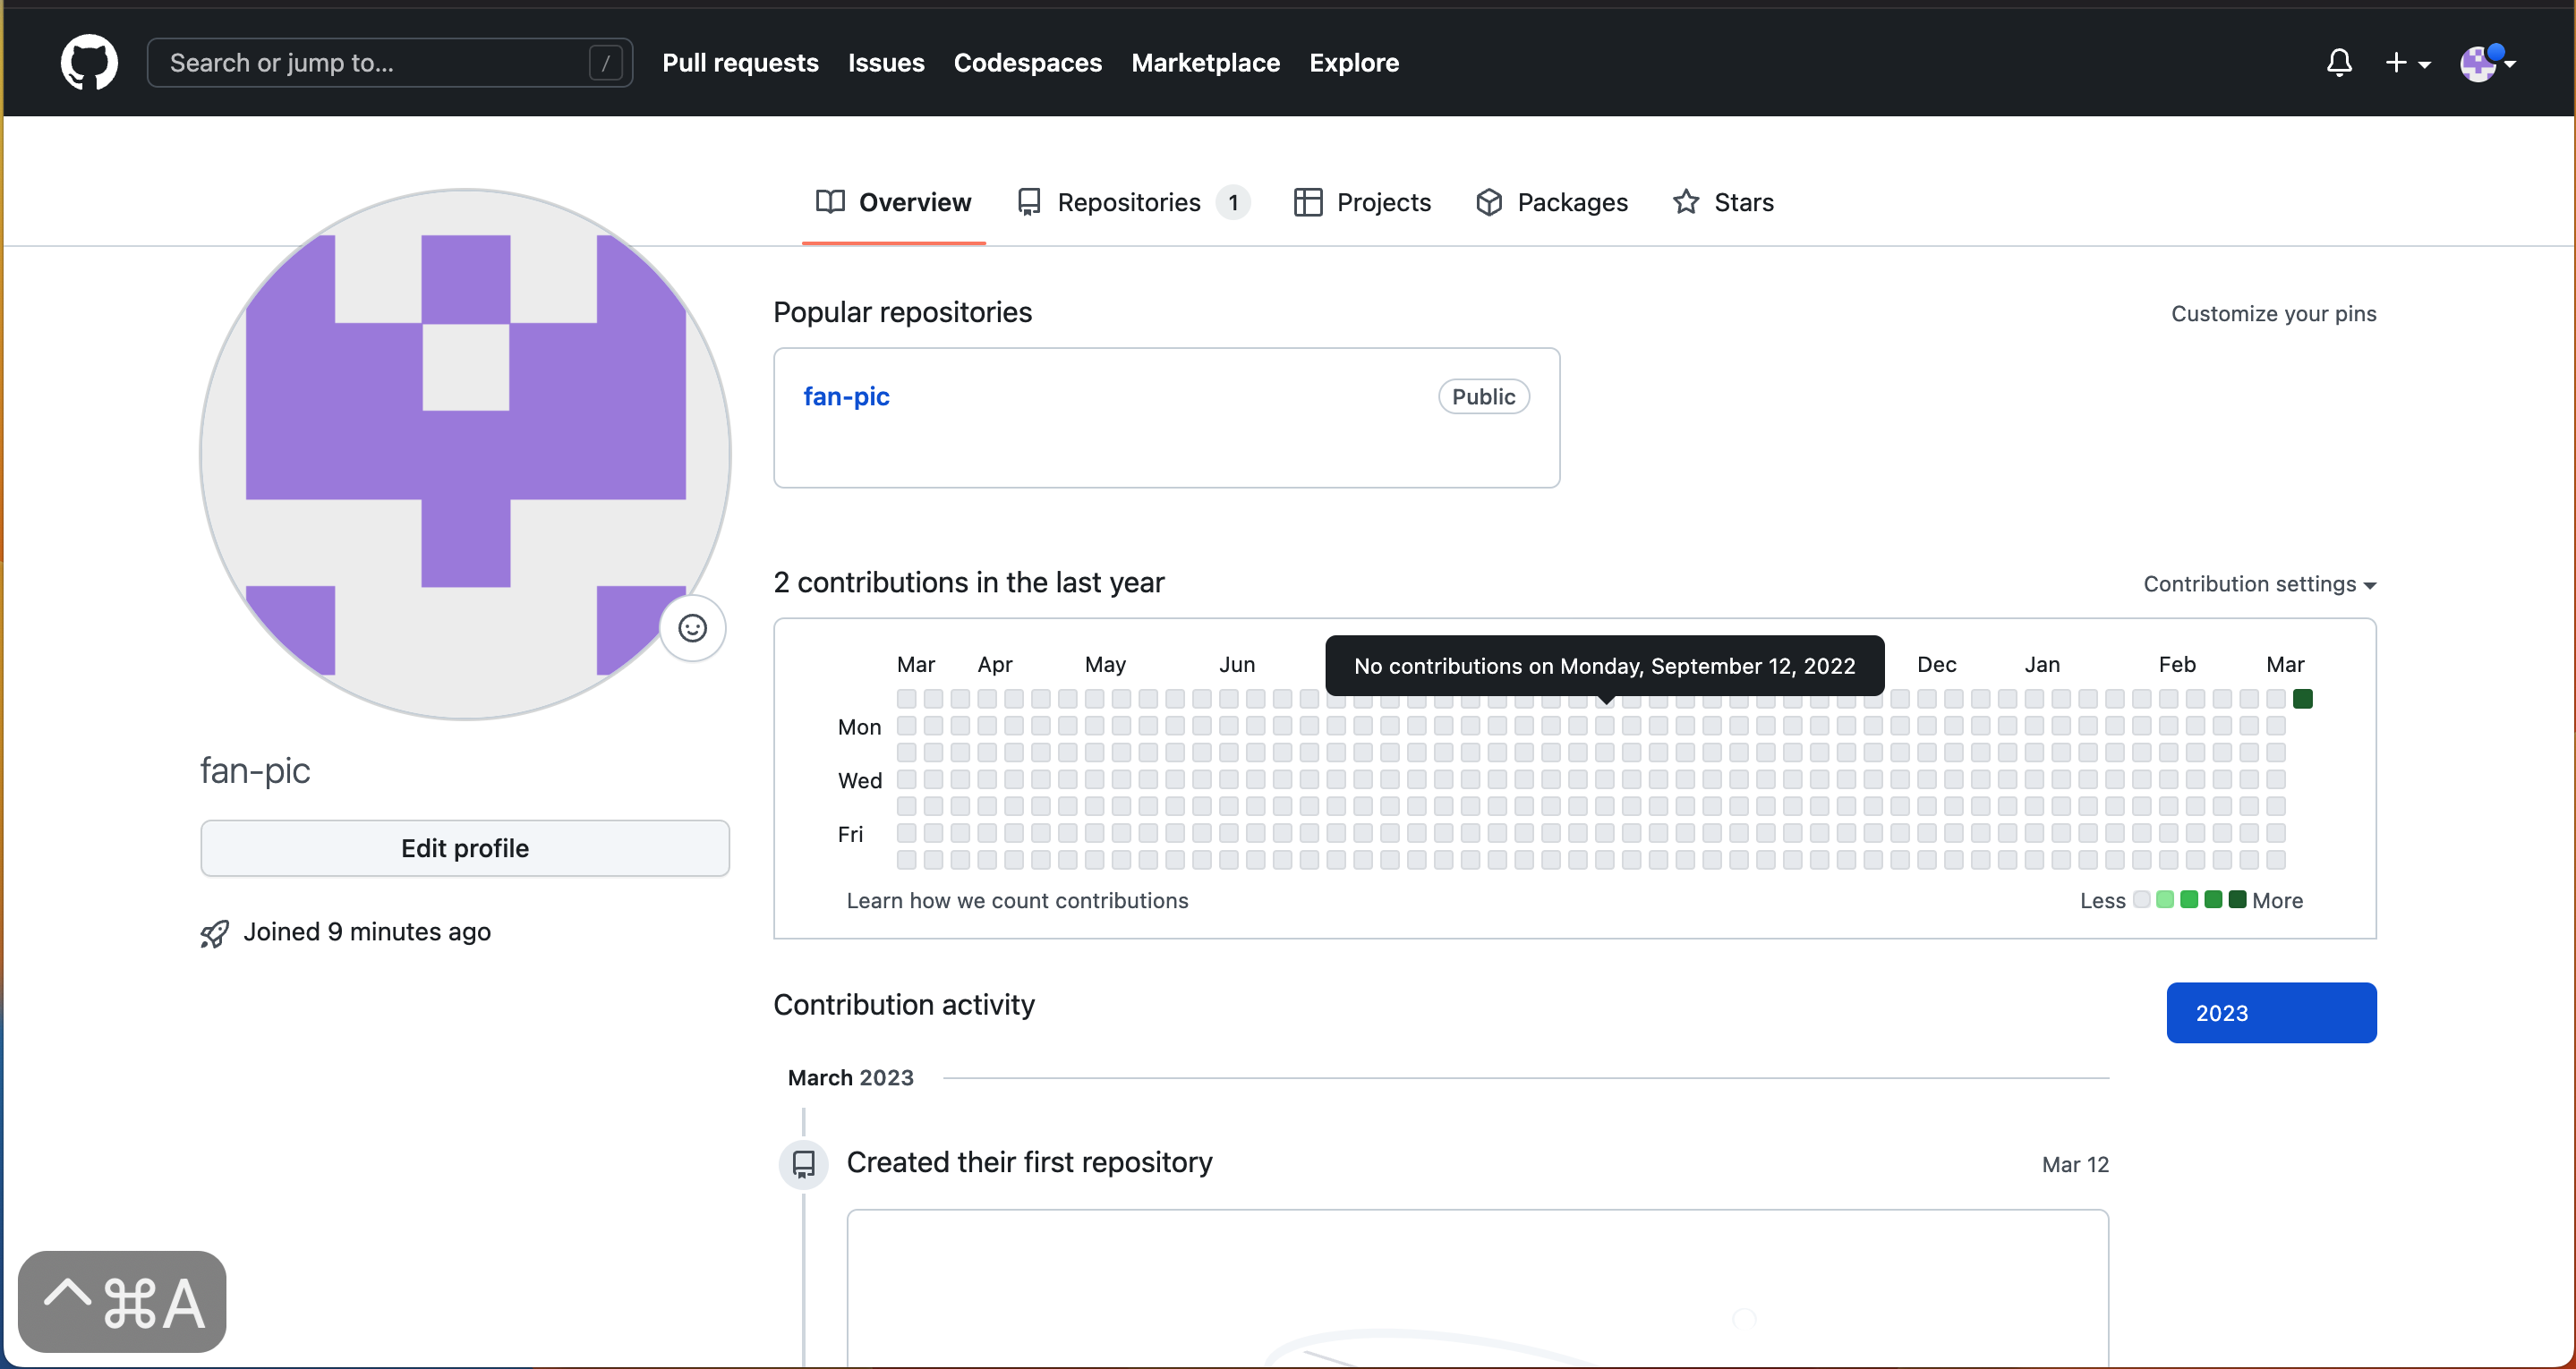 Search or jump to... /
Pull requests Issues Codespaces Marketplace Explore
Overview Repositories 1 Projects Packages Stars
Popular repositories
Customize your pins
fan-pic
Public
2 contributions in the last year
Contribution settings
No contributions on Monday, September 12, 2022
Mar Apr May Jun Dec Jan Feb Mar
Mon
Wed
Fri
Learn how we count contributions
Less More
fan-pic
Edit profile
Joined 9 minutes ago
Contribution activity
2023
March 2023
Created their first repository
Mar 12
⌃⌘A